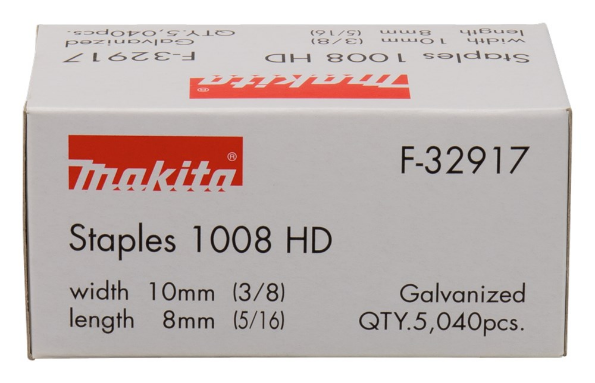 Staples 1008 HD
width 10mm (3/8)
length 8mm (5/16)
F-32917
Galvanized
QTY.5,040pcs.
makita®
makita®
F-32917
Staples 1008 HD
width 10mm (3/8)
length 8mm (5/16)
Galvanized
QTY.5,040pcs.